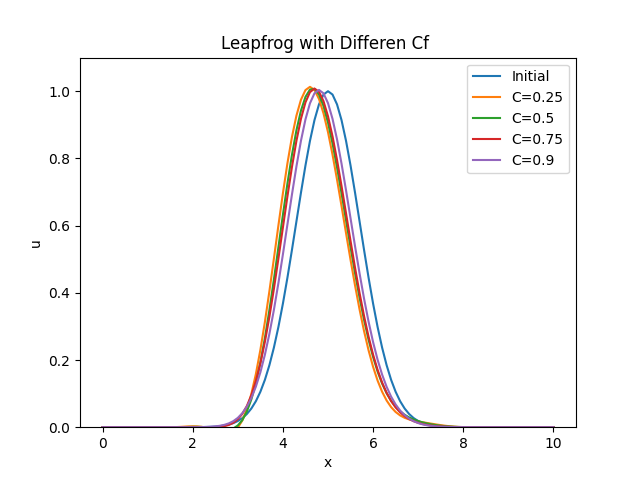 Leapfrog with Differen Cf
Initial
C=0.25
C=0.5
C=0.75
C=0.9
u
1.0
0.8
0.6
0.4
0.2
0.0
0 2 4 6 8 10
x